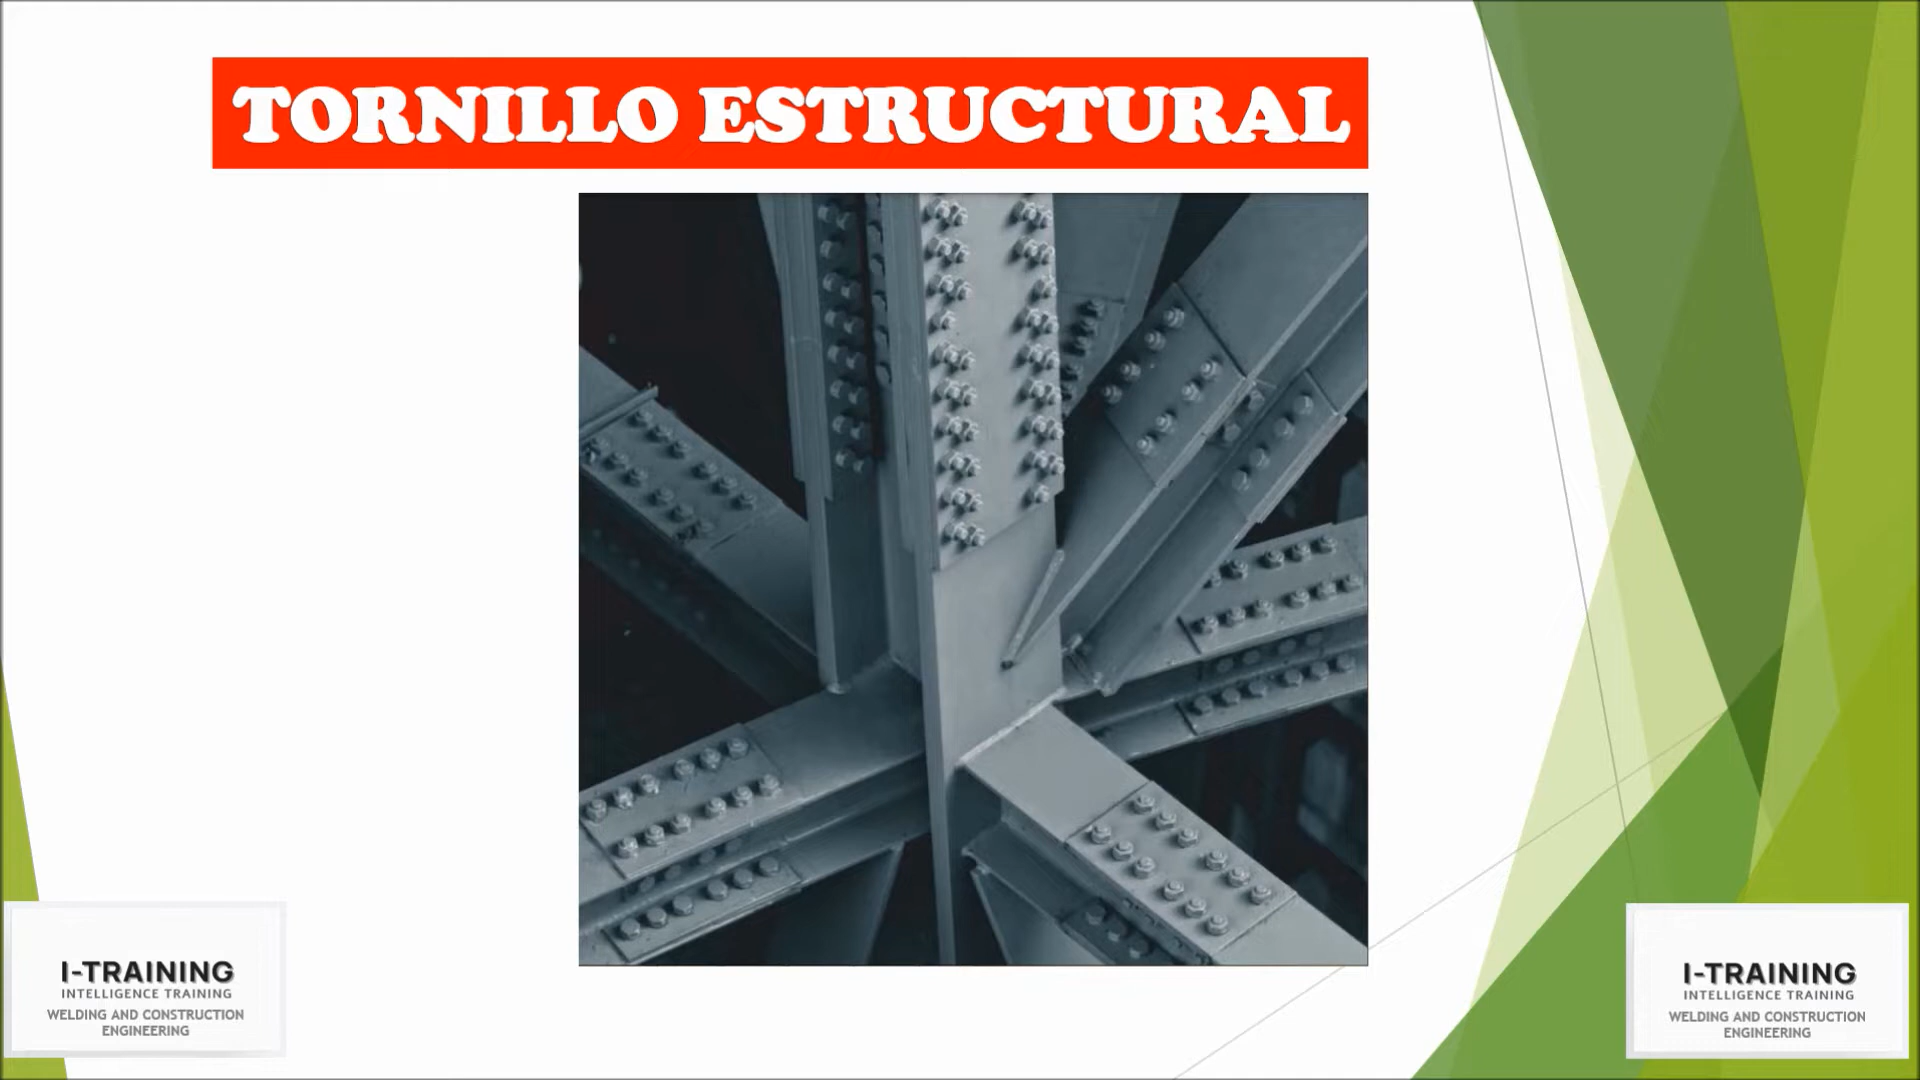 TORNILLO ESTRUCTURAL
I-TRAINING
INTELLIGENCE TRAINING
WELDING AND CONSTRUCTION
ENGINEERING
I-TRAINING
INTELLIGENCE TRAINING
WELDING AND CONSTRUCTION
ENGINEERING